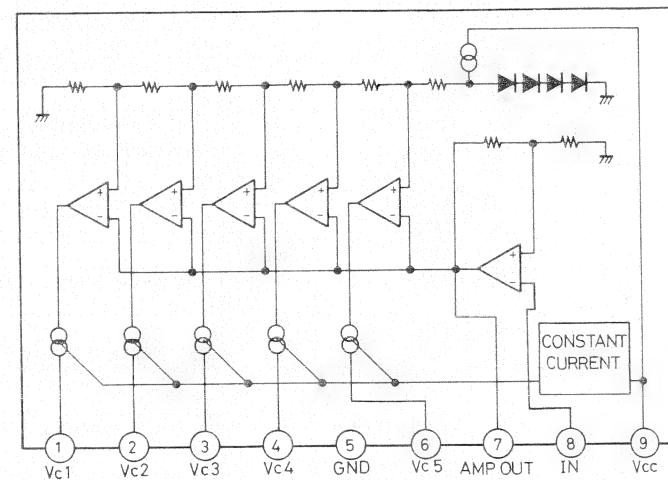 + + + + +
- - - - -
+
-
CONSTANT
CURRENT
1 2 3 4 5 6 7 8 9
Vc1 Vc2 Vc3 Vc4 GND Vc5 AMP OUT IN Vcc